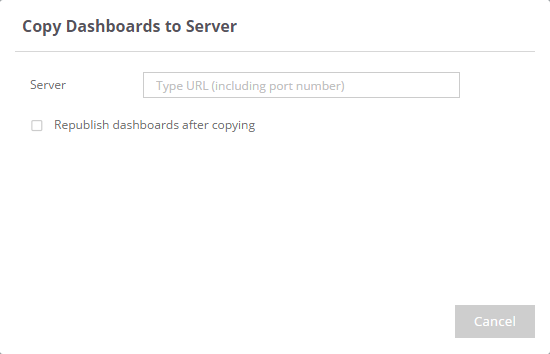 Copy Dashboards to Server
Server
Type URL (including port number)
Republish dashboards after copying
Cancel